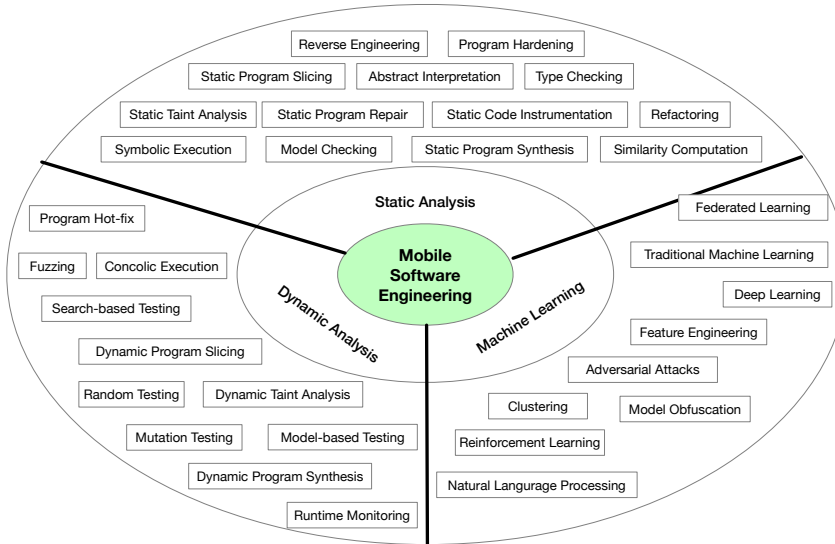 Reverse Engineering
Program Hardening
Static Program Slicing
Abstract Interpretation
Type Checking
Static Taint Analysis
Static Program Repair
Static Code Instrumentation
Refactoring
Symbolic Execution
Model Checking
Static Program Synthesis
Similarity Computation
Static Analysis
Mobile
Software
Engineering
Dynamic Analysis
Machine Learning
Program Hot-fix
Fuzzing
Concolic Execution
Search-based Testing
Dynamic Program Slicing
Random Testing
Dynamic Taint Analysis
Mutation Testing
Model-based Testing
Dynamic Program Synthesis
Runtime Monitoring
Federated Learning
Traditional Machine Learning
Deep Learning
Feature Engineering
Adversarial Attacks
Clustering
Model Obfuscation
Reinforcement Learning
Natural Langurage Processing